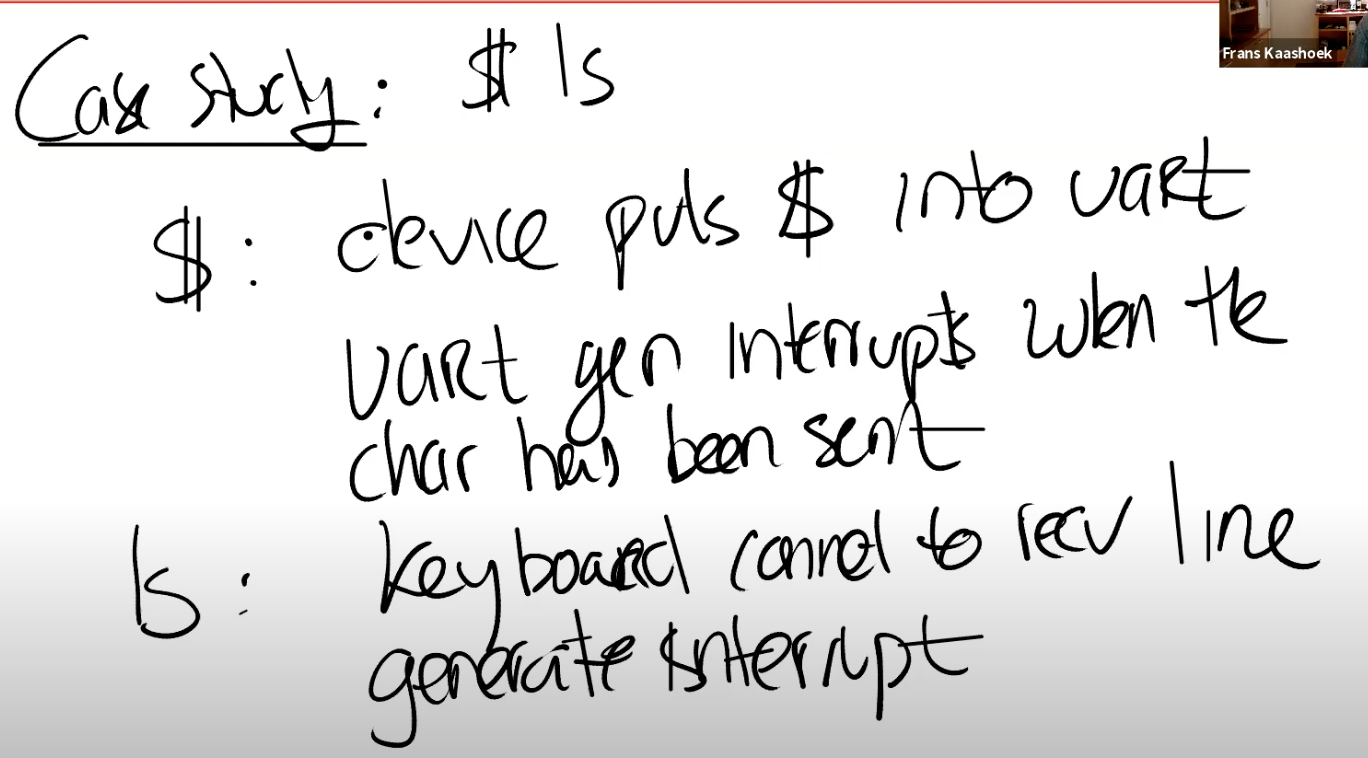 Frans Kaashoek
Case study: $ ls
$: device puts $ into uart
uart gen interrupts when the
char has been sent
ls: keyboard connet to recv line
generate interrupt